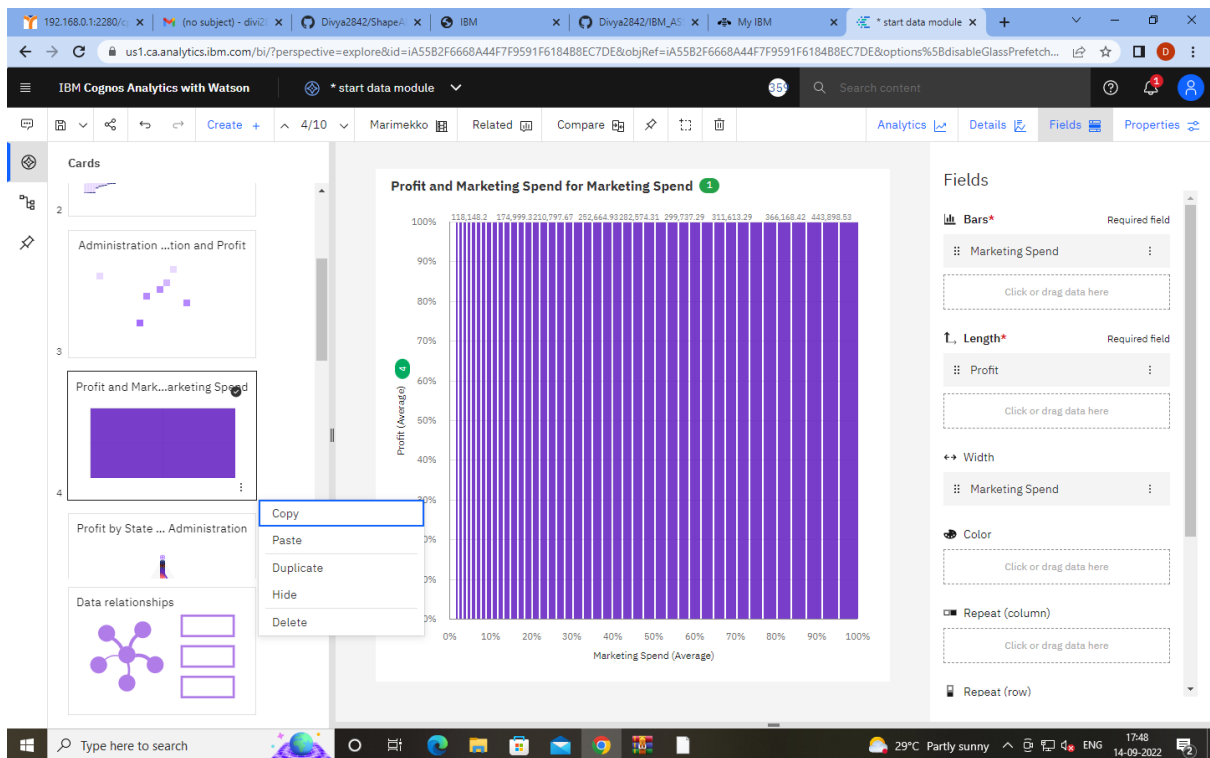 192.168.0.1:2280/c
(no subject) - divi2
Divya2842/ShapeA
IBM
Divya2842/IBM_AS
My IBM
* start data module
us1.ca.analytics.ibm.com/bi/?perspective=explore&id=iA55B2F6668A44F7F9591F6184B8EC7DE&objRef=iA55B2F6668A44F7F9591F6184B8EC7DE&options%5BdisableGlassPrefetch...
D
IBM Cognos Analytics with Watson
* start data module
359
Search content
1
Create +
4/10
Marimekko
Related
Compare
Analytics
Details
Fields
Properties
Cards
2
Administration ...tion and Profit
3
Profit and Mark...arketing Spend
4
Profit by State ... Administration
Data relationships
Copy
Paste
Duplicate
Hide
Delete
Profit and Marketing Spend for Marketing Spend 1
118,148.2 174,999.3 210,797.67 252,664.93 282,574.31 299,737.29 311,613.29 366,168.42 443,898.53
100%
90%
80%
70%
60%
50%
40%
Profit (Average) 4
0% 10% 20% 30% 40% 50% 60% 70% 80% 90% 100%
Marketing Spend (Average)
Fields
Bars* Required field
Marketing Spend
Click or drag data here
Length* Required field
Profit
Click or drag data here
Width
Marketing Spend
Color
Click or drag data here
Repeat (column)
Click or drag data here
Repeat (row)
Type here to search
29°C Partly sunny
ENG
17:48
14-09-2022
2